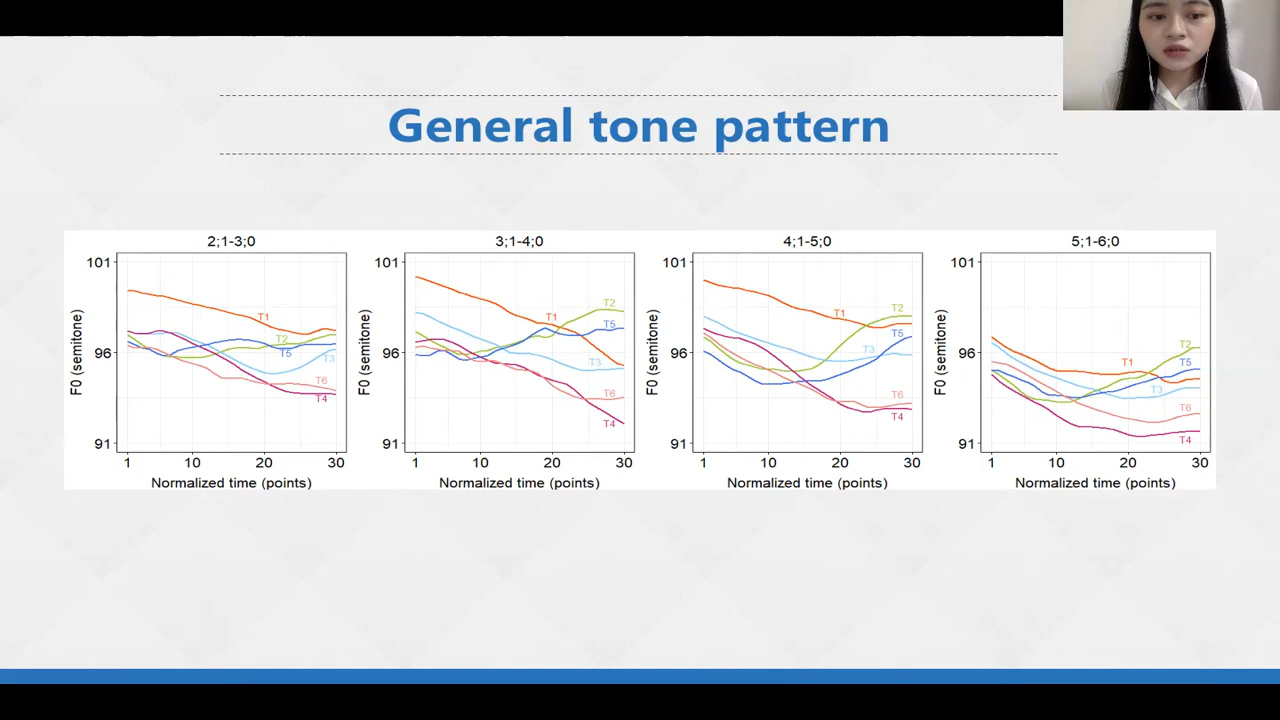 General tone pattern
2;1-3;0
101
96
91
F0 (semitone)
T1
T2
T5
T3
T6
T4
1 10 20 30
Normalized time (points)
3;1-4;0
101
96
91
F0 (semitone)
T2
T1
T5
T3
T6
T4
1 10 20 30
Normalized time (points)
4;1-5;0
101
96
91
F0 (semitone)
T2
T1
T5
T3
T6
T4
1 10 20 30
Normalized time (points)
5;1-6;0
101
96
91
F0 (semitone)
T2
T1
T5
T3
T6
T4
1 10 20 30
Normalized time (points)